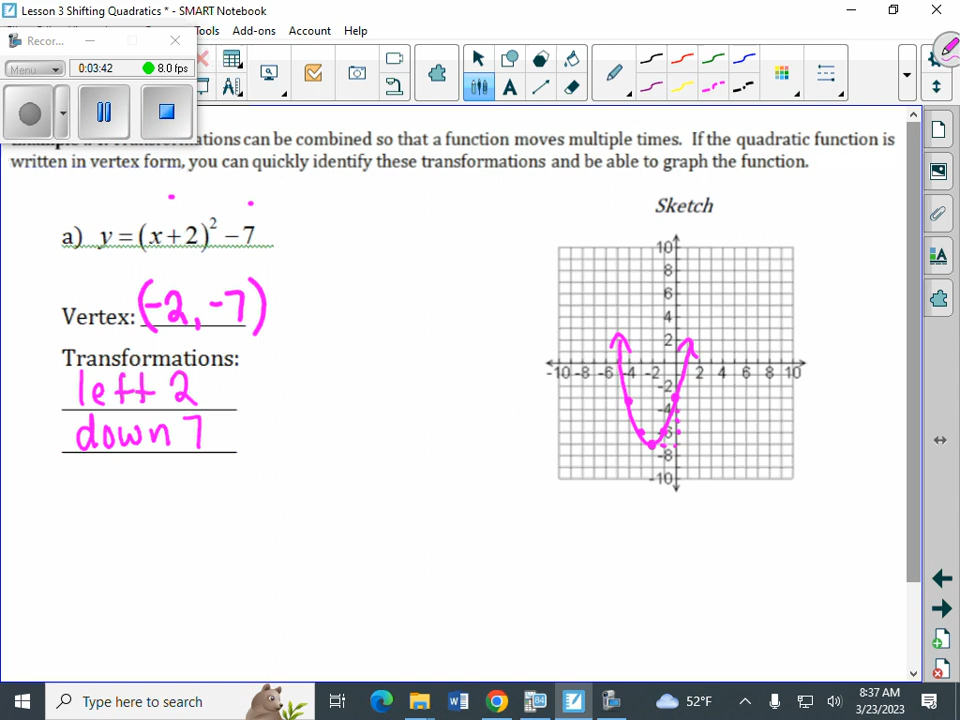 Lesson 3 Shifting Quadratics * - SMART Notebook
Tools Add-ons Account Help
Recor...
Menu
0:03:42 8.0 fps
Transformations can be combined so that a function moves multiple times. If the quadratic function is
written in vertex form, you can quickly identify these transformations and be able to graph the function.
Sketch
a) y = (x + 2)² − 7
Vertex: (-2, -7)
Transformations:
left 2
down 7
10
8
6
4
2
-10 -8 -6 -4 -2 2 4 6 8 10
-2
-4
-6
-8
-10
Type here to search
52°F
8:37 AM
3/23/2023